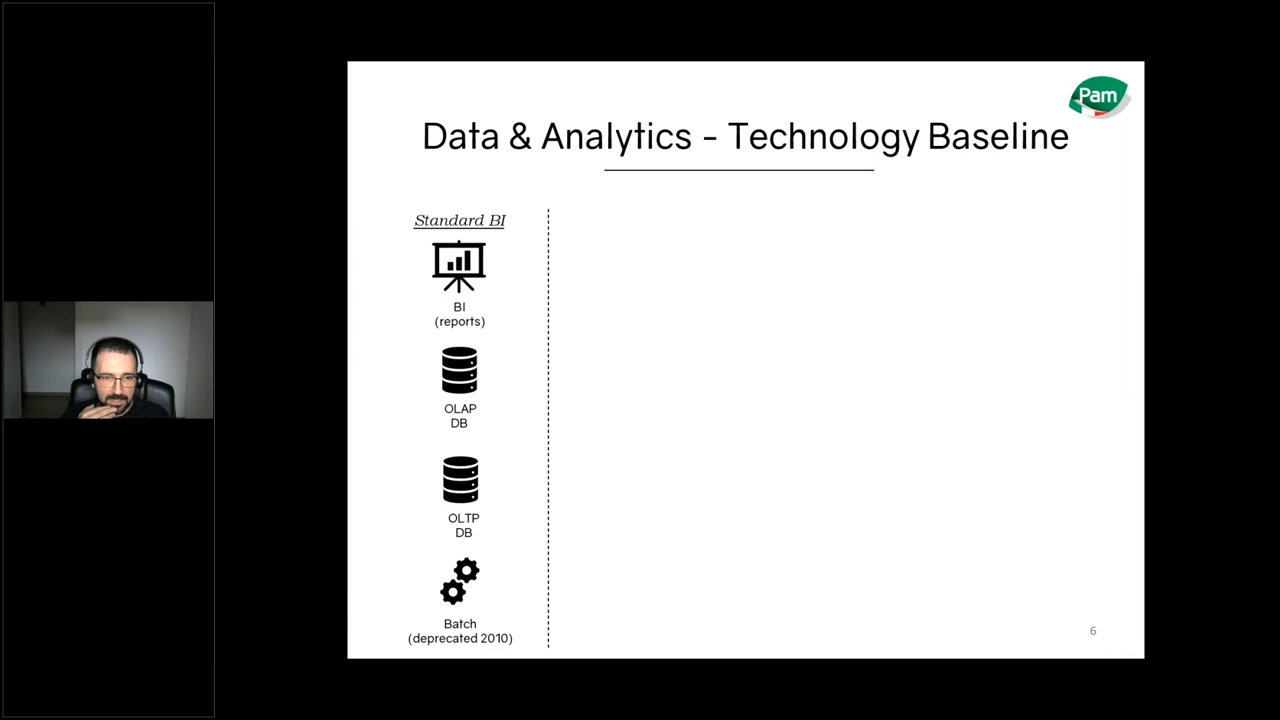 Pam
Data & Analytics - Technology Baseline
Standard BI
BI
(reports)
OLAP
DB
OLTP
DB
Batch
(deprecated 2010)
6